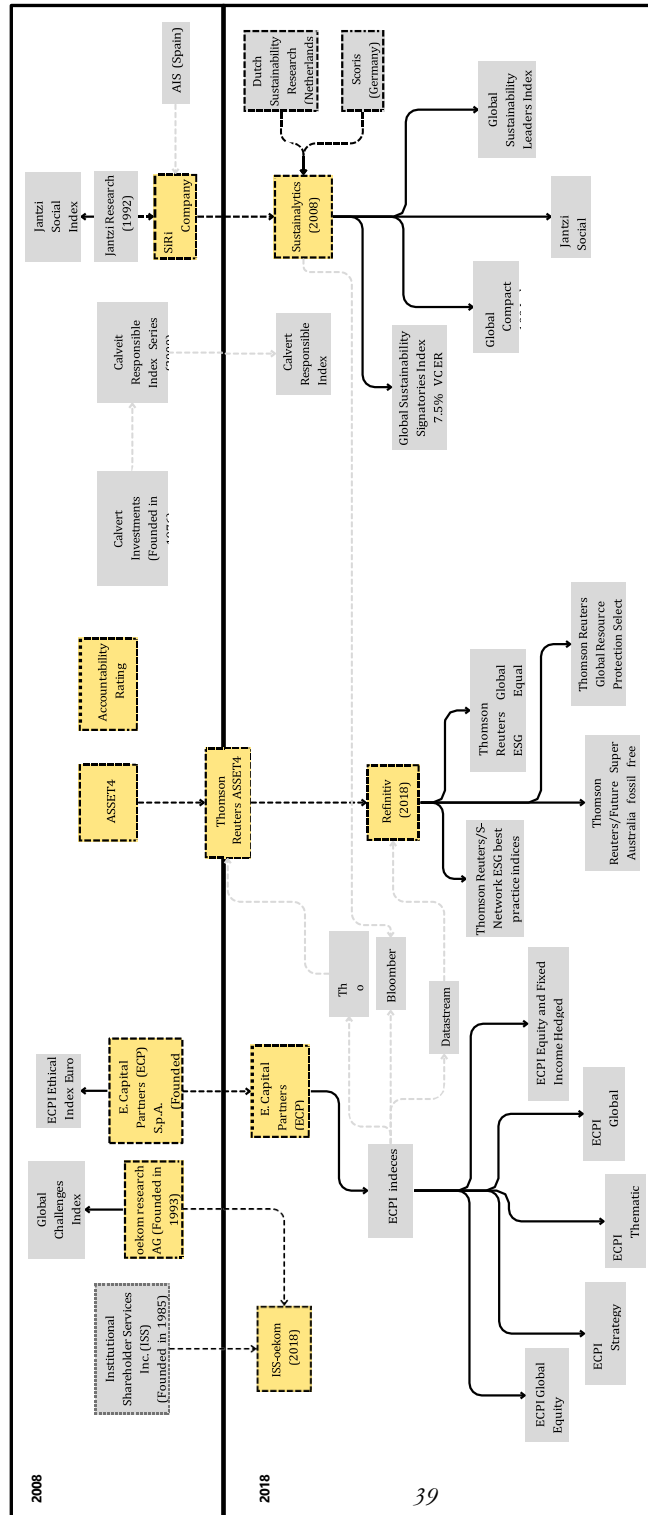 2008
Global
Challenges
Index
ECPI Ethical
Index Euro
Jantzi
Social
Index
Institutional
Shareholder Services
Inc. (ISS)
(Founded in 1985)
oekom research
AG (Founded in
1993)
E. Capital
Partners (ECP)
S.p.A.
(Founded
ASSET4
Accountability
Rating
Calvert
Investments
(Founded in
Calveit
Responsible
Index Series
Jantzi Research
(1992)
SiRi
Company
AIS (Spain)
2018
Thomson
Reuters ASSET4
ISS-oekom
(2018)
E. Capital
Partners
(ECP)
Calvert
Responsible
Index
Sustainalytics
(2008)
Dutch
Sustainability
Research
(Netherlands
Scoris
(Germany)
Th
o
Bloomber
Datastream
ECPI indeces
Refinitiv
(2018)
Global Sustainability
Signatories Index
7.5% VCER
Global
Compact
Jantzi
Social
Global
Sustainability
Leaders Index
Thomson Reuters/S-
Network ESG best
practice indices
Thomson
Reuters Global
ESG Equal
Thomson
Reuters/Future Super
Australia fossil free
Thomson Reuters
Global Resource
Protection Select
ECPI Global
Equity
ECPI
Strategy
ECPI
Thematic
ECPI
Global
ECPI Equity and Fixed
Income Hedged
39